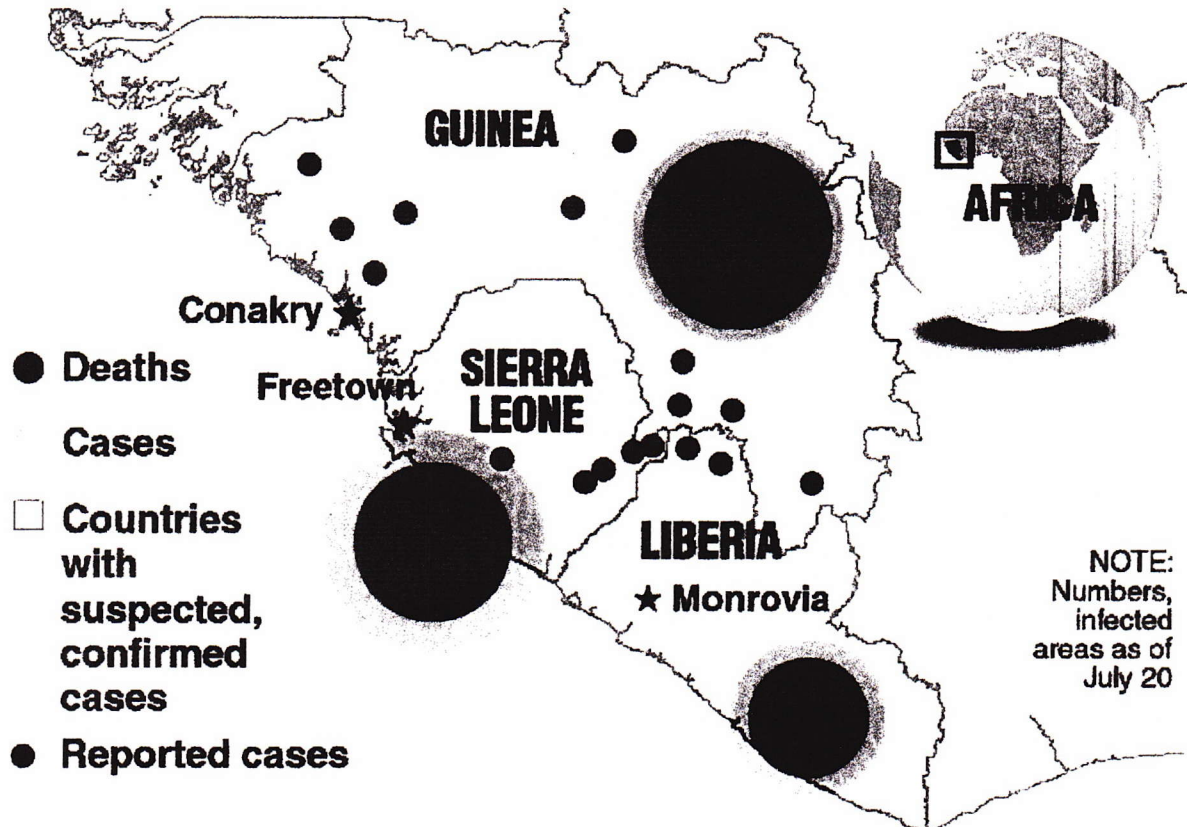 GUINEA
AFRICA
Conakry
Deaths
Freetown
SIERRA
LEONE
Cases
Countries
with
suspected,
confirmed
cases
LIBERIA
Monrovia
Reported cases
NOTE:
Numbers,
infected
areas as of
July 20